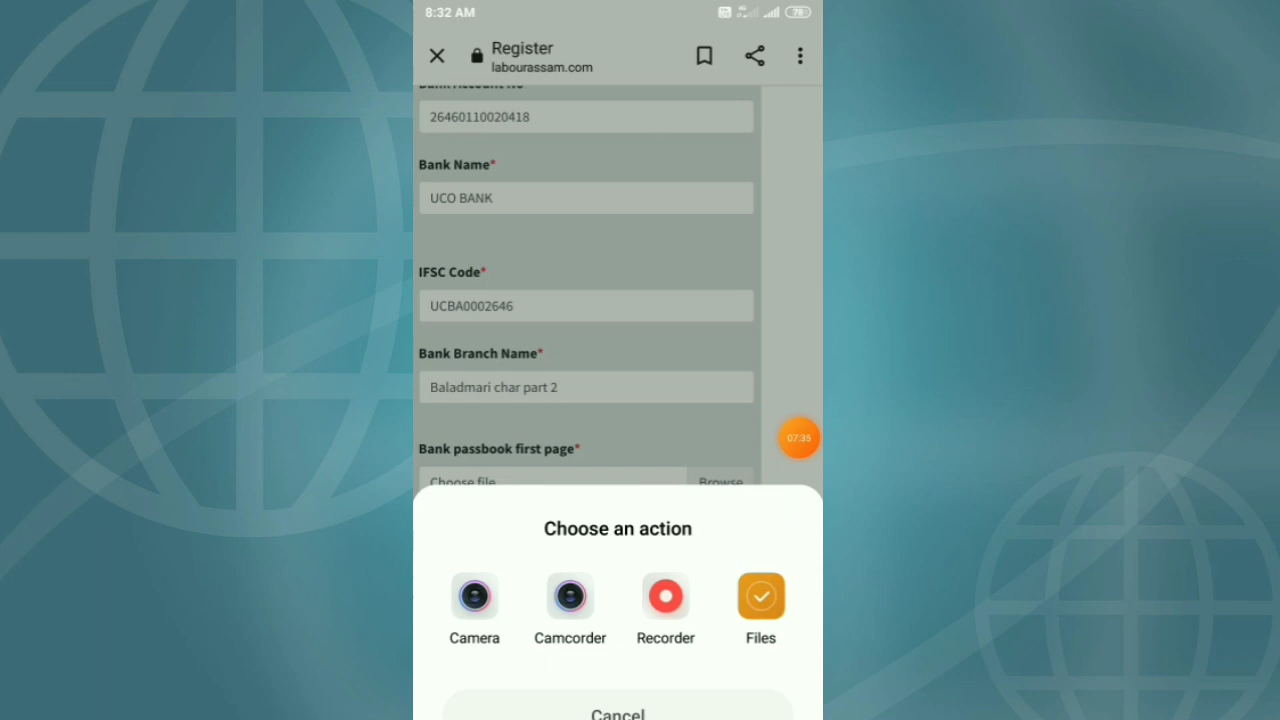 8:32 AM
4G
78
Register
labourassam.com
Bank Account No
26460110020418
Bank Name*
UCO BANK
IFSC Code*
UCBA0002646
Bank Branch Name*
Baladmari char part 2
Bank passbook first page*
Choose file
Browse
07:35
Choose an action
Camera
Camcorder
Recorder
Files
Cancel